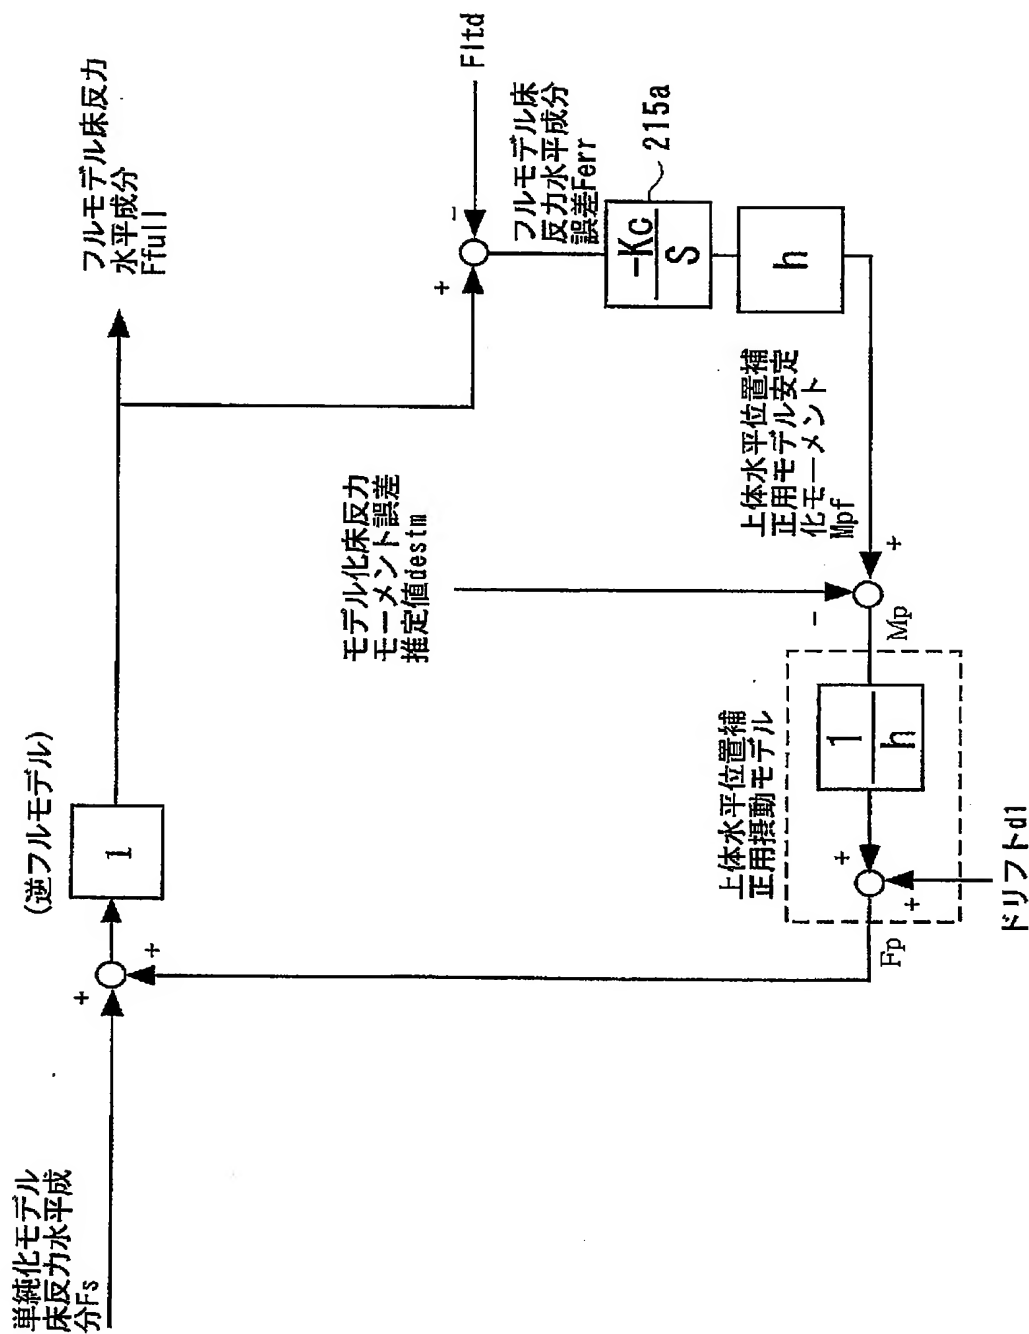 単純化モデル
床反力水平成
分Fs
+
+
(逆フルモデル)
1
フルモデル床反力
水平成分
Ffull
+
-
Fltd
フルモデル床
反力水平成分
誤差Ferr
-Kc
S
215a
h
モデル化床反力
モーメント誤差
推定値destm
上体水平位置補
正用モデル安定
化モーメント
Mpf
+
-
Mp
上体水平位置補
正用摂動モデル
1
h
+
+
Fp
ドリフトd1